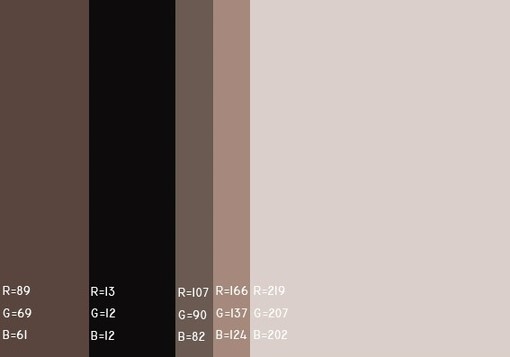 R=89
G=69
B=61
R=13
G=12
B=12
R=107
G=90
B=82
R=166
G=137
B=124
R=219
G=207
B=202